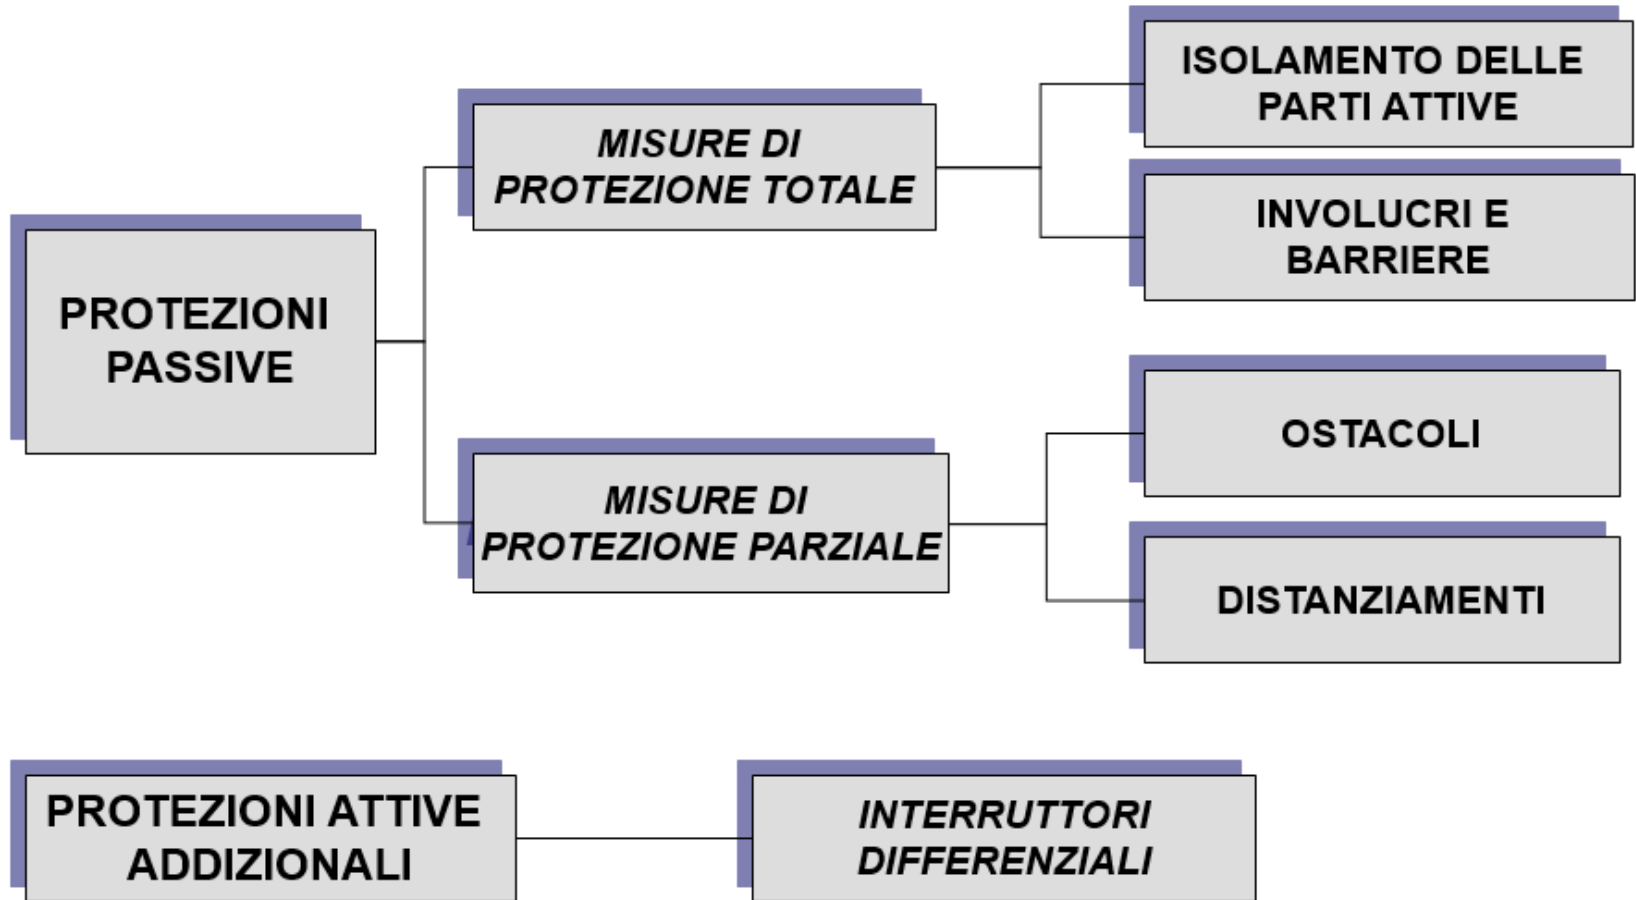 PROTEZIONI
PASSIVE
MISURE DI
PROTEZIONE TOTALE
ISOLAMENTO DELLE
PARTI ATTIVE
INVOLUCRI E
BARRIERE
MISURE DI
PROTEZIONE PARZIALE
OSTACOLI
DISTANZIAMENTI
PROTEZIONI ATTIVE
ADDIZIONALI
INTERRUTTORI
DIFFERENZIALI